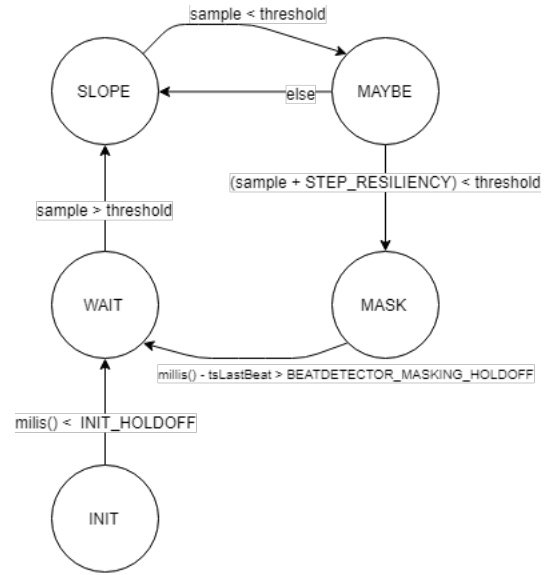 sample < threshold
SLOPE
MAYBE
else
(sample + STEP_RESILIENCY) < threshold
sample > threshold
WAIT
MASK
millis() - tsLastBeat > BEATDETECTOR_MASKING_HOLDOFF
milis() < INIT_HOLDOFF
INIT